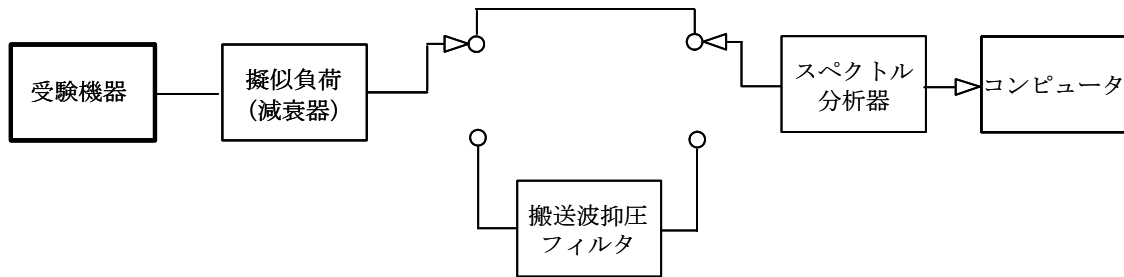 受験機器
擬似負荷
(減衰器)
搬送波抑圧
フィルタ
スペクトル
分析器
コンピュータ